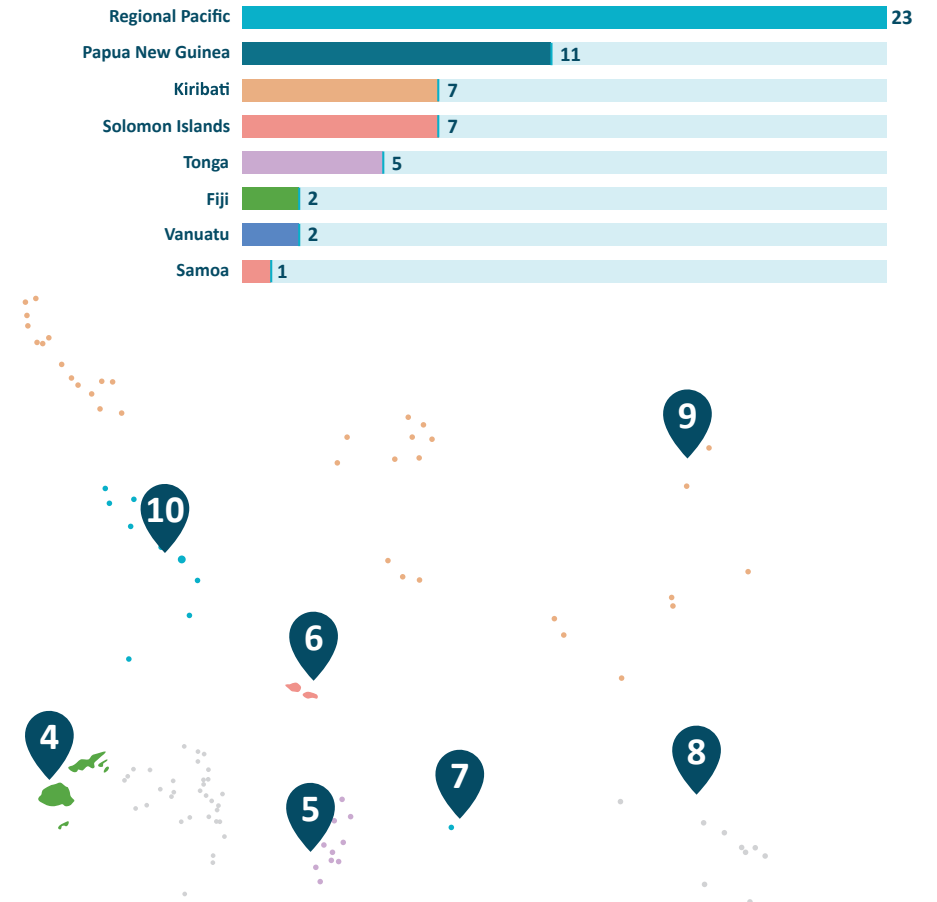 Regional Pacific 23
Papua New Guinea 11
Kiribati 7
Solomon Islands 7
Tonga 5
Fiji 2
Vanuatu 2
Samoa 1
9
10
6
4
8
7
5